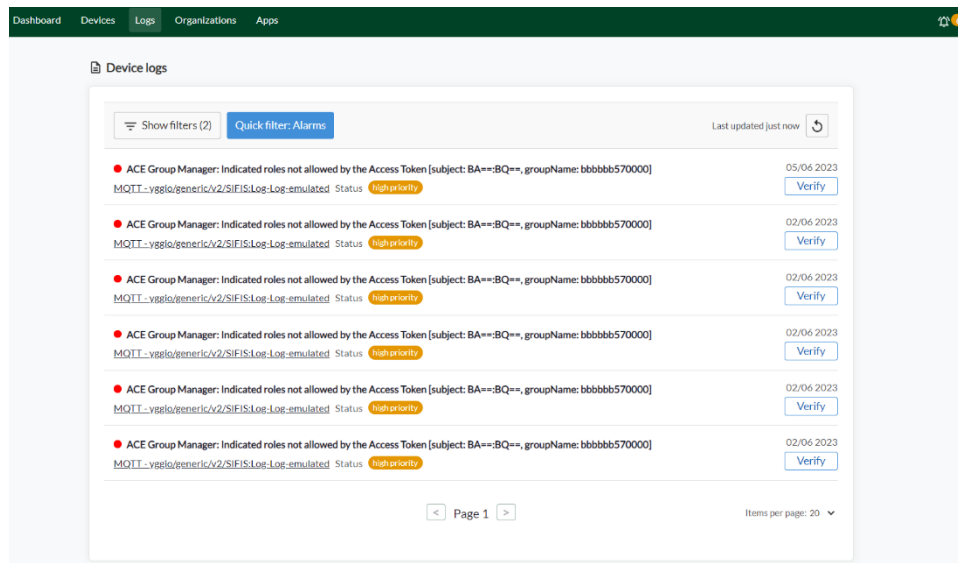 Dashboard Devices Logs Organizations Apps
Device logs
Show filters (2) Quick filter: Alarms Last updated just now
ACE Group Manager: Indicated roles not allowed by the Access Token [subject: BA==:BQ==, groupName: bbbbbb570000] 05/06 2023
MQTT - yggio/generic/v2/SIFIS:Log-Log-emulated Status high priority Verify
ACE Group Manager: Indicated roles not allowed by the Access Token [subject: BA==:BQ==, groupName: bbbbbb570000] 02/06 2023
MQTT - yggio/generic/v2/SIFIS:Log-Log-emulated Status high priority Verify
ACE Group Manager: Indicated roles not allowed by the Access Token [subject: BA==:BQ==, groupName: bbbbbb570000] 02/06 2023
MQTT - yggio/generic/v2/SIFIS:Log-Log-emulated Status high priority Verify
ACE Group Manager: Indicated roles not allowed by the Access Token [subject: BA==:BQ==, groupName: bbbbbb570000] 02/06 2023
MQTT - yggio/generic/v2/SIFIS:Log-Log-emulated Status high priority Verify
ACE Group Manager: Indicated roles not allowed by the Access Token [subject: BA==:BQ==, groupName: bbbbbb570000] 02/06 2023
MQTT - yggio/generic/v2/SIFIS:Log-Log-emulated Status high priority Verify
ACE Group Manager: Indicated roles not allowed by the Access Token [subject: BA==:BQ==, groupName: bbbbbb570000] 02/06 2023
MQTT - yggio/generic/v2/SIFIS:Log-Log-emulated Status high priority Verify
< Page 1 > Items per page: 20